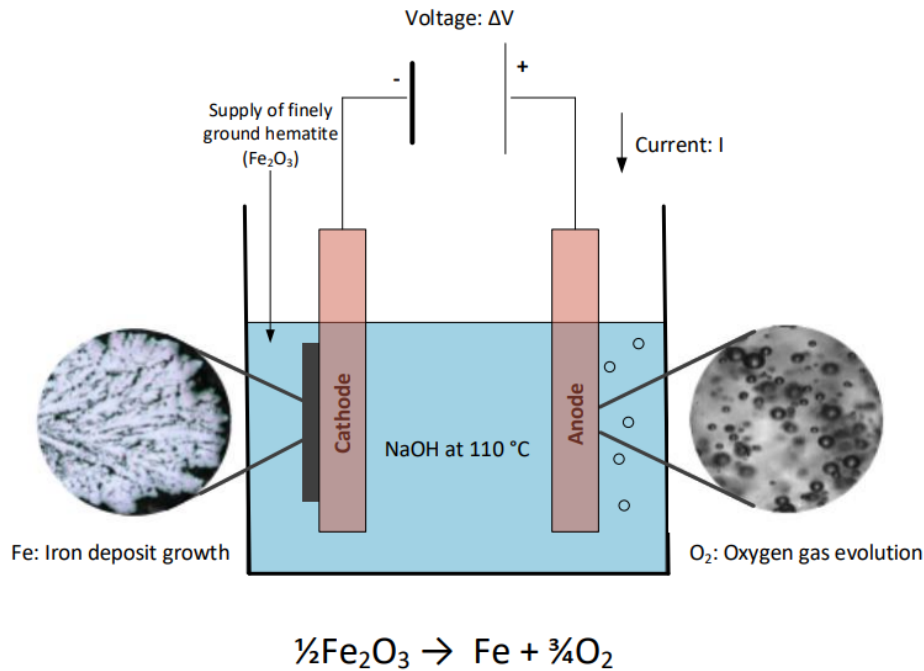 Voltage: ΔV
-
+
Supply of finely
ground hematite
(Fe₂O₃)
Current: I
Cathode
NaOH at 110 °C
Anode
Fe: Iron deposit growth
O₂: Oxygen gas evolution
½Fe₂O₃ → Fe + ¾O₂